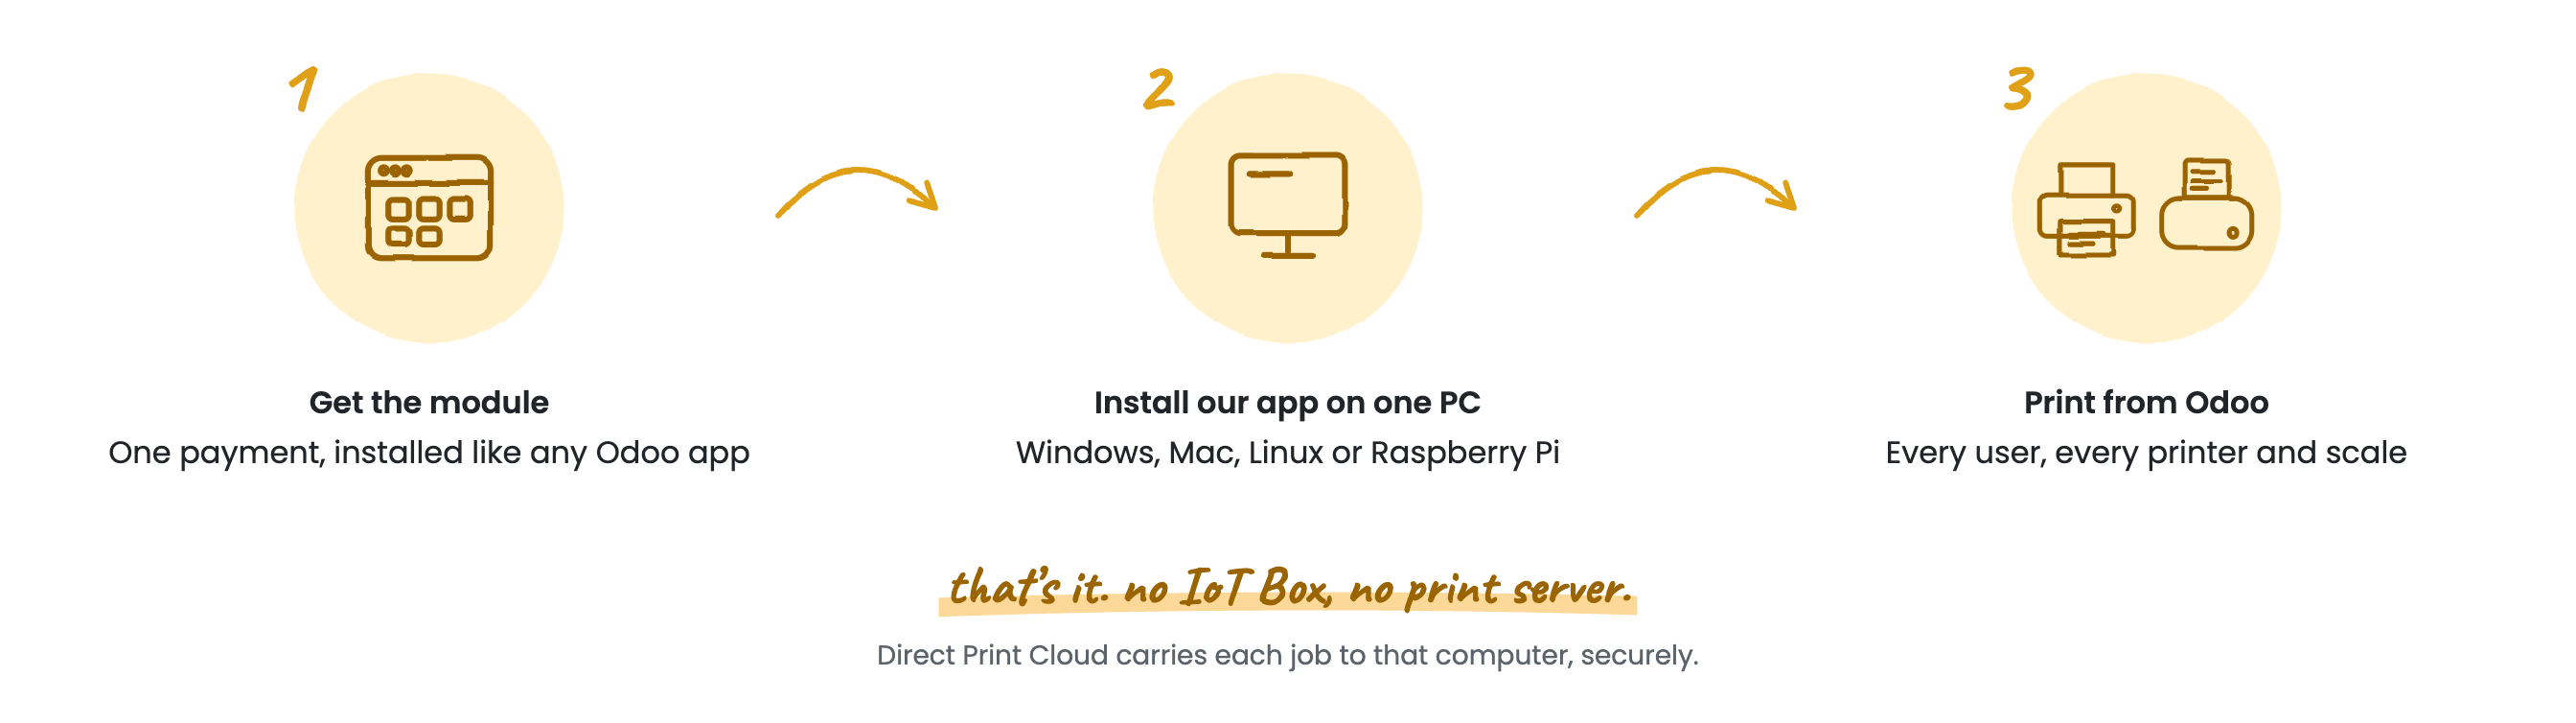 1
Get the module
One payment, installed like any Odoo app
2
Install our app on one PC
Windows, Mac, Linux or Raspberry Pi
3
Print from Odoo
Every user, every printer and scale
that's it. no IoT Box, no print server.
Direct Print Cloud carries each job to that computer, securely.